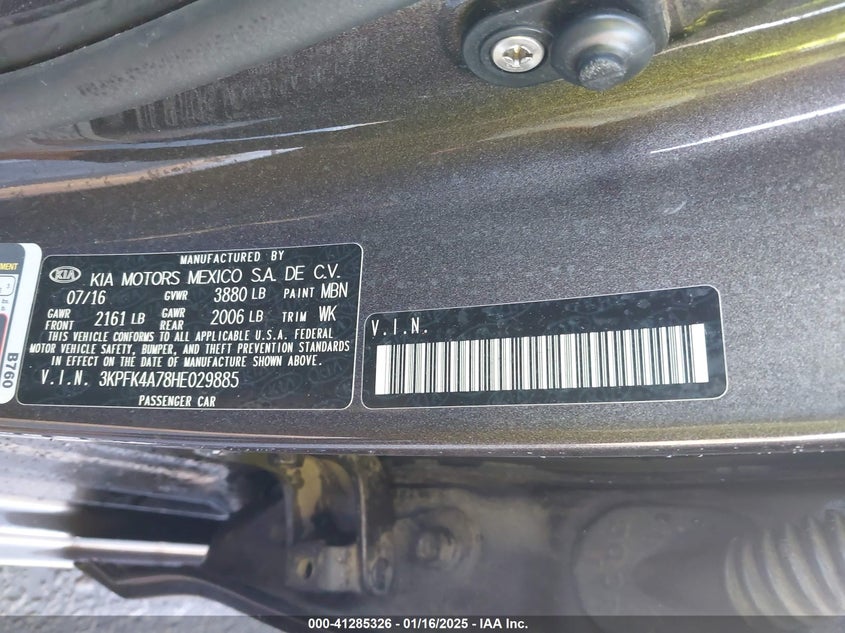 MANUFACTURED BY
KIA KIA MOTORS MEXICO S.A. DE C.V.
07/16 GVWR 3880 LB PAINT MBN
GAWR FRONT 2161 LB GAWR REAR 2006 LB TRIM WK
THIS VEHICLE CONFORMS TO ALL APPLICABLE U.S.A. FEDERAL
MOTOR VEHICLE SAFETY, BUMPER, AND THEFT PREVENTION STANDARDS
IN EFFECT ON THE DATE OF MANUFACTURE SHOWN ABOVE.
V.I.N. 3KPFK4A78HE029885
PASSENGER CAR
V.I.N.
B760
000-41285326 - 01/16/2025 - IAA Inc.